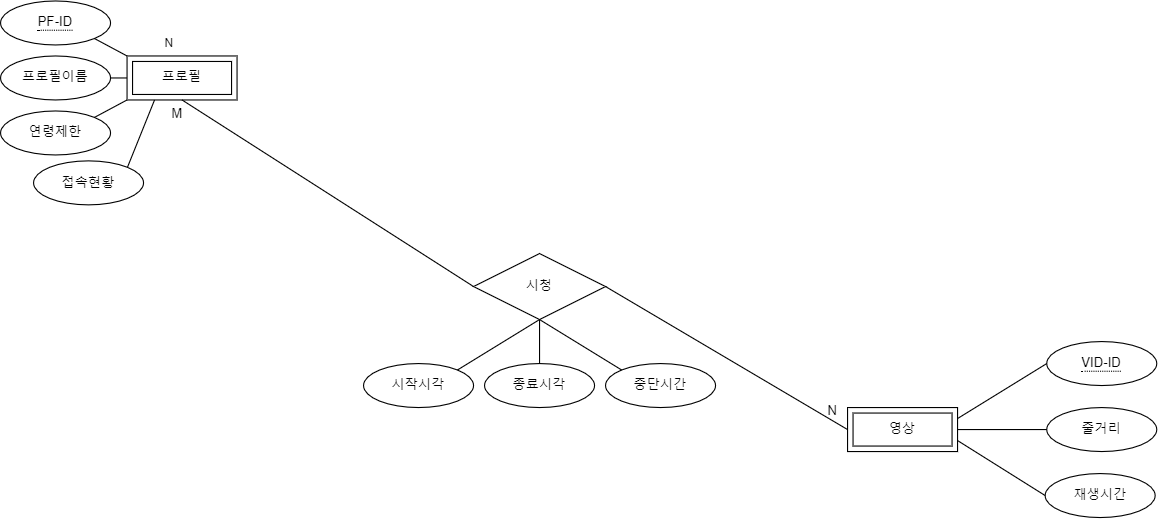 PF-ID
N
프로필이름
프로필
M
연령제한
접속현황
시청
시작시각
종료시각
중단시간
VID-ID
N
영상
줄거리
재생시간